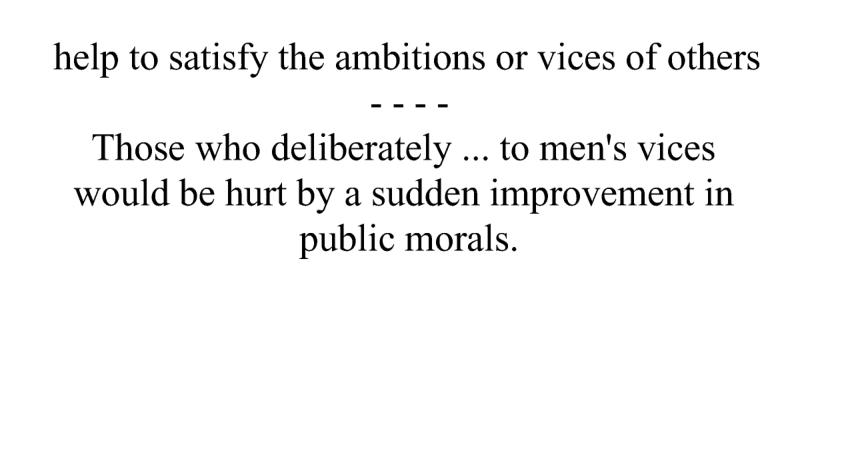 help to satisfy the ambitions or vices of others
- - - -
Those who deliberately ... to men's vices
would be hurt by a sudden improvement in
public morals.